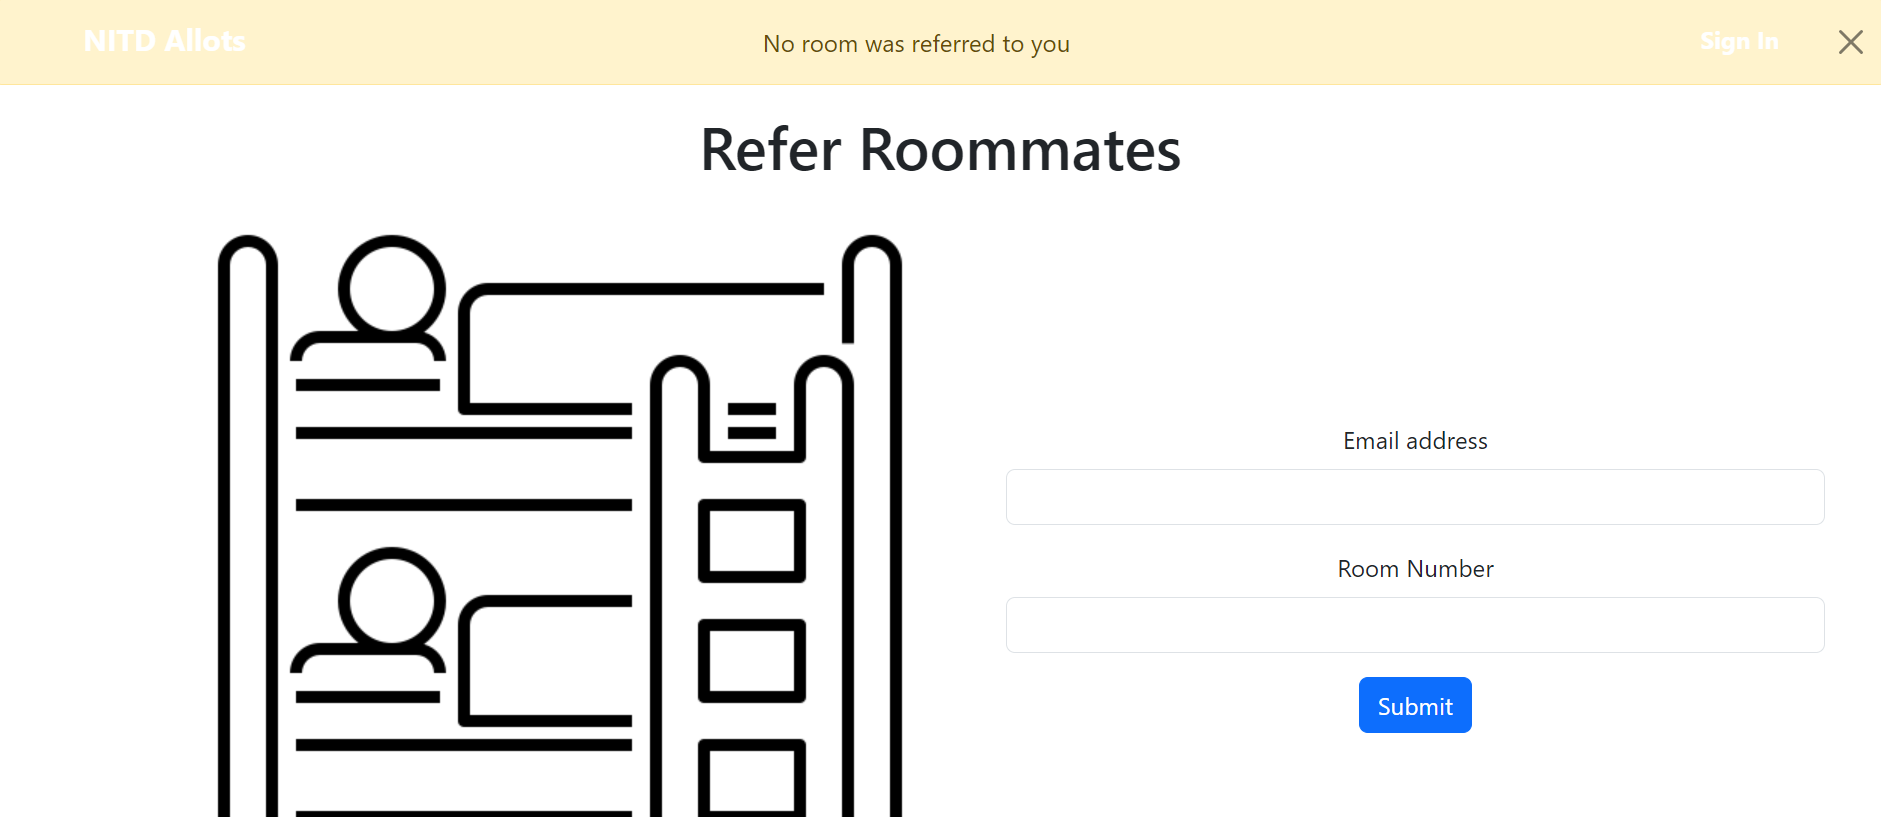 NITD Allots
No room was referred to you
Sign In
Refer Roommates
Email address
Room Number
Submit